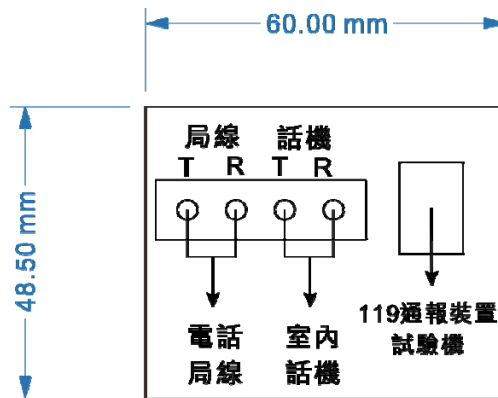 60.00 mm
48.50 mm
局線 話機
T R T R
電話 室內
局線 話機
119通報裝置
試驗機